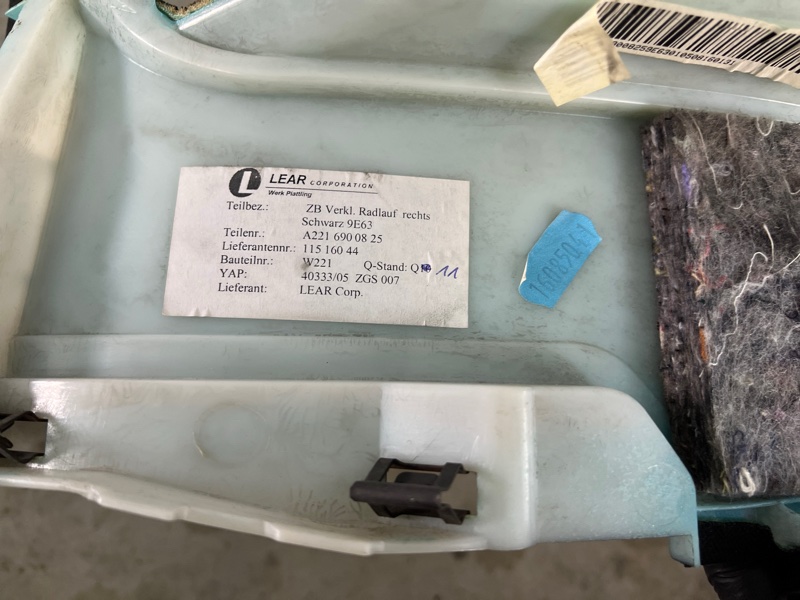 LEAR CORPORATION
Werk Plattling
Teilbez.: ZB Verkl. Radlauf rechts
Schwarz 9E63
Teilenr.: A221 690 08 25
Lieferantennr.: 115 160 44
Bauteilnr.: W221 Q-Stand: Q 11
YAP: 40333/05 ZGS 007
Lieferant: LEAR Corp.